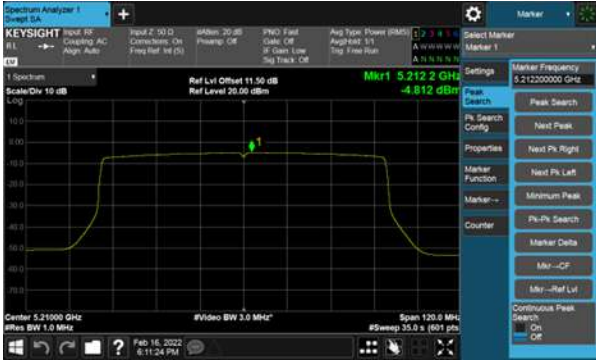 Spectrum Analyzer 1
Swept SA
+
Marker
KEYSIGHT
Input: RF
Input Z: 50 Ω
#Atten: 20 dB
PNO: Fast
Avg Type: Power (RMS)
1 2 3 4 5 6
Select Marker
RL
Coupling: AC
Corrections: On
Preamp: Off
Gate: Off
Avg|Hold: 1/1
Marker 1
Align: Auto
Freq Ref: Int (S)
IF Gain: Low
Trig: Free Run
A W W W W W
Sig Track: Off
A N N N N N
1 Spectrum
Ref Lvl Offset 11.50 dB
Mkr1 5.212 2 GHz
Scale/Div 10 dB
Ref Level 20.00 dBm
-4.812 dBm
Log
10.0
0.00
1
-10.0
-20.0
-30.0
-40.0
-50.0
-60.0
-70.0
Center 5.21000 GHz
#Video BW 3.0 MHz*
Span 120.0 MHz
#Res BW 1.0 MHz
#Sweep 35.0 s (601 pts
Feb 16, 2022
6:11:24 PM
Settings
Marker Frequency
5.212200000 GHz
Peak Search
Peak Search
Pk Search Config
Next Peak
Properties
Next Pk Right
Marker Function
Next Pk Left
Marker→
Minimum Peak
Counter
Pk-Pk Search
Marker Delta
Mkr→CF
Mkr→Ref Lvl
Continuous Peak
Search
On
Off